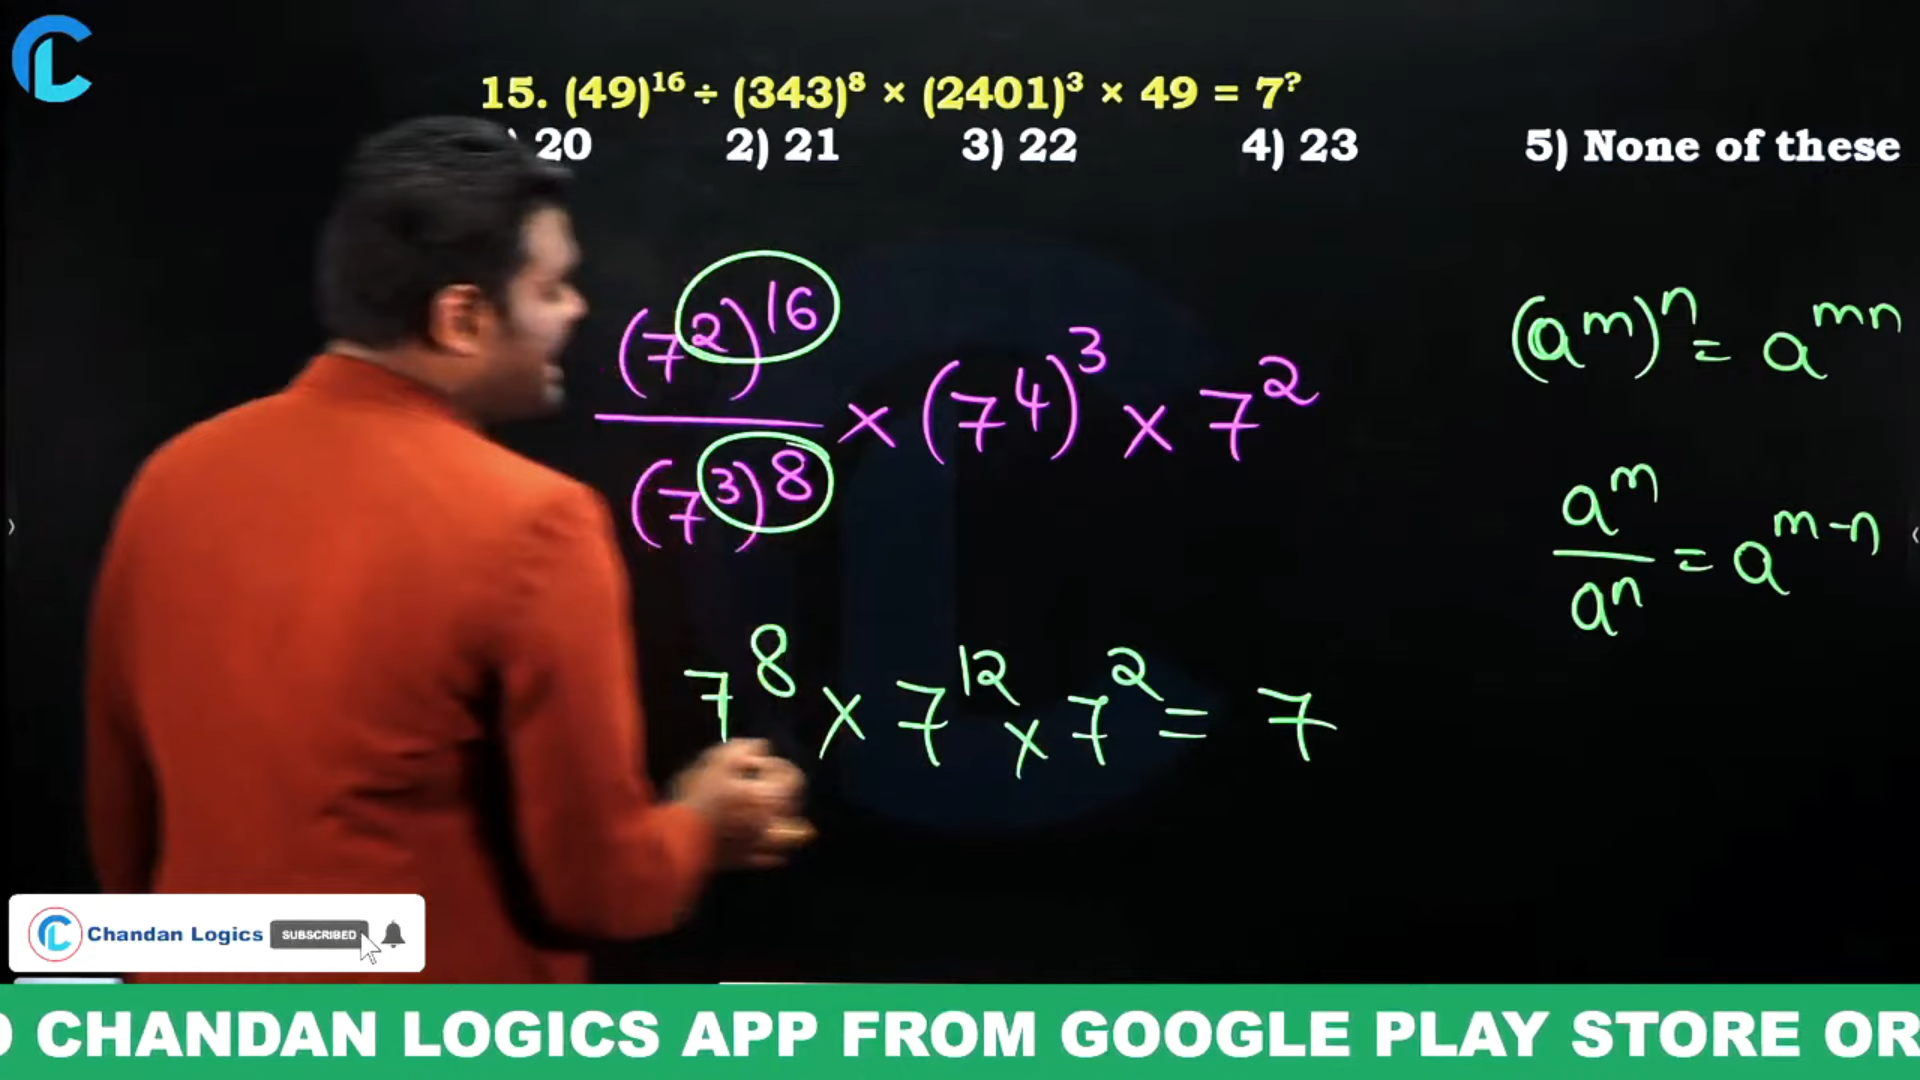 15. (49)¹⁶ ÷ (343)⁸ × (2401)³ × 49 = 7?
) 20 2) 21 3) 22 4) 23 5) None of these
(7²)¹⁶
(7³)⁸
× (7⁴)³ × 7²
(aᵐ)ⁿ = aᵐⁿ
aᵐ
aⁿ
= aᵐ⁻ⁿ
7⁸ × 7¹² × 7² = 7
Chandan Logics SUBSCRIBED
CHANDAN LOGICS APP FROM GOOGLE PLAY STORE OR